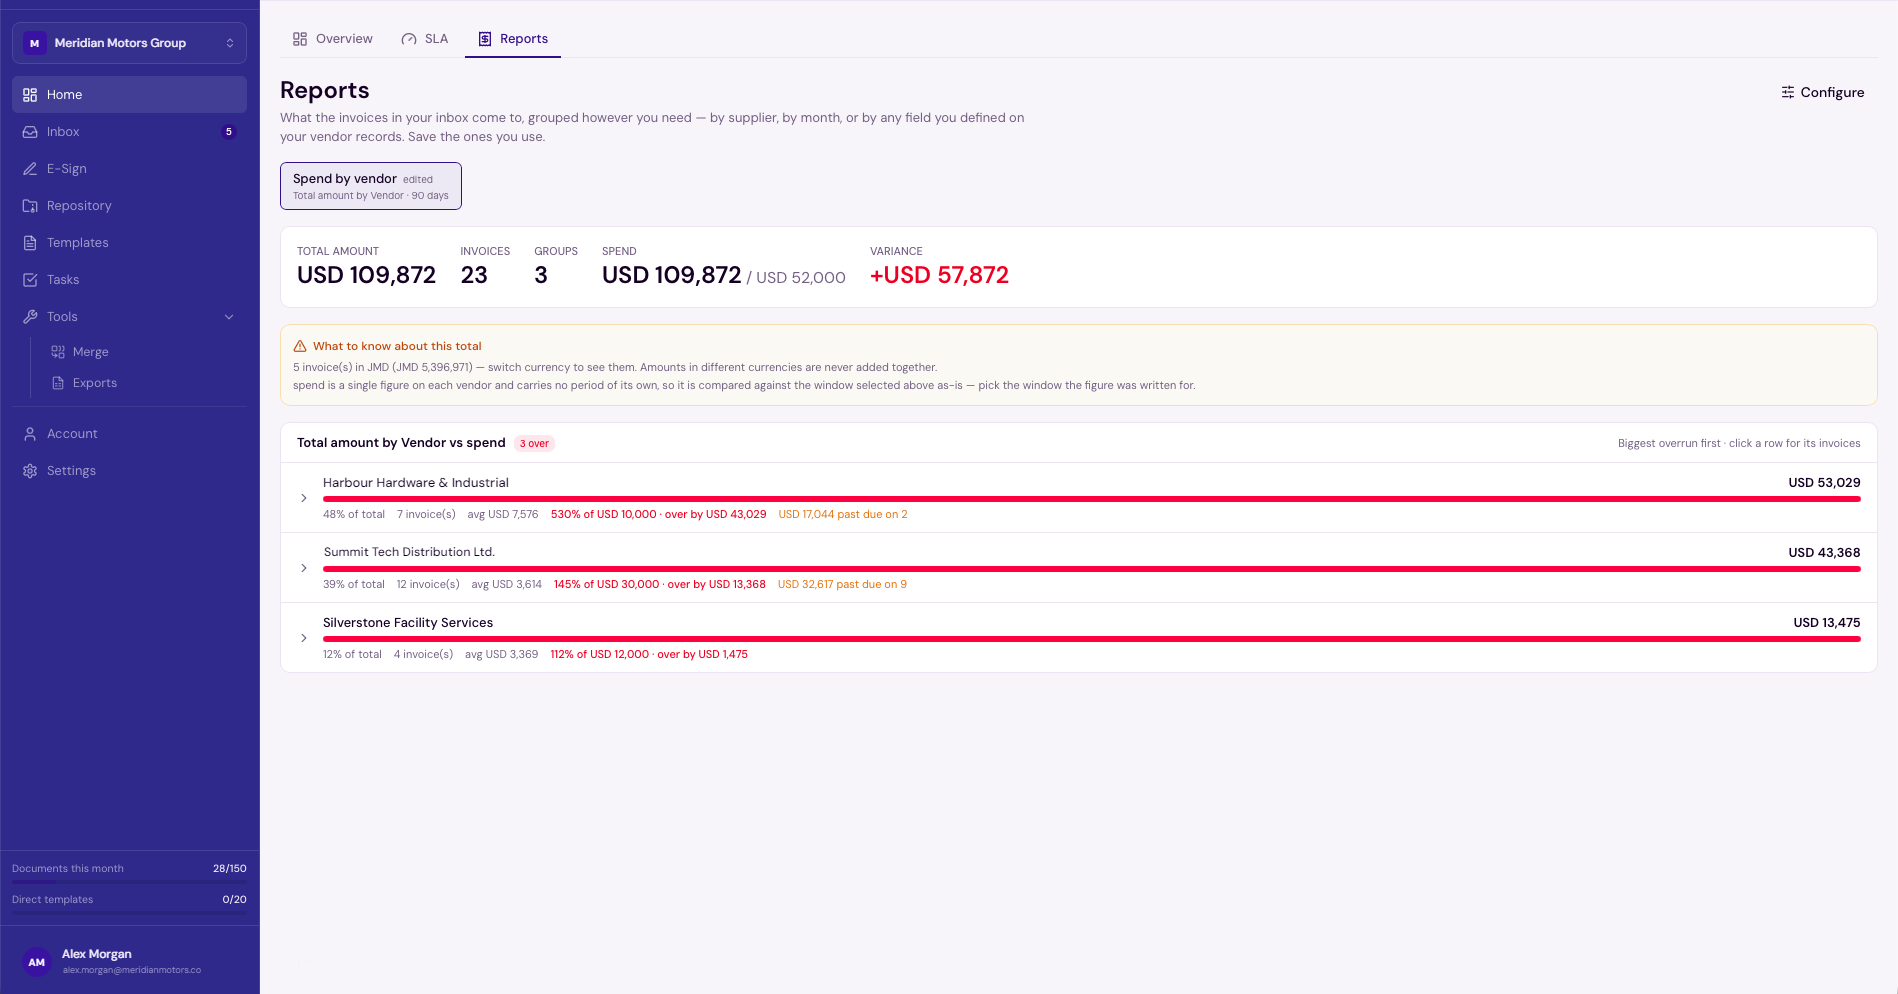 M Meridian Motors Group
Home
Inbox 5
E-Sign
Repository
Templates
Tasks
Tools
Merge
Exports
Account
Settings
Documents this month 28/150
Direct templates 0/20
AM Alex Morgan
alex.morgan@meridianmotors.co
Overview SLA Reports
Reports
Configure
What the invoices in your inbox come to, grouped however you need — by supplier, by month, or by any field you defined on
your vendor records. Save the ones you use.
Spend by vendor edited
Total amount by Vendor · 90 days
TOTAL AMOUNT INVOICES GROUPS SPEND VARIANCE
USD 109,872 23 3 USD 109,872 / USD 52,000 +USD 57,872
What to know about this total
5 invoice(s) in JMD (JMD 5,396,971) — switch currency to see them. Amounts in different currencies are never added together.
spend is a single figure on each vendor and carries no period of its own, so it is compared against the window selected above as-is — pick the window the figure was written for.
Total amount by Vendor vs spend 3 over Biggest overrun first · click a row for its invoices
Harbour Hardware & Industrial USD 53,029
48% of total 7 invoice(s) avg USD 7,576 530% of USD 10,000 · over by USD 43,029 USD 17,044 past due on 2
Summit Tech Distribution Ltd. USD 43,368
39% of total 12 invoice(s) avg USD 3,614 145% of USD 30,000 · over by USD 13,368 USD 32,617 past due on 9
Silverstone Facility Services USD 13,475
12% of total 4 invoice(s) avg USD 3,369 112% of USD 12,000 · over by USD 1,475